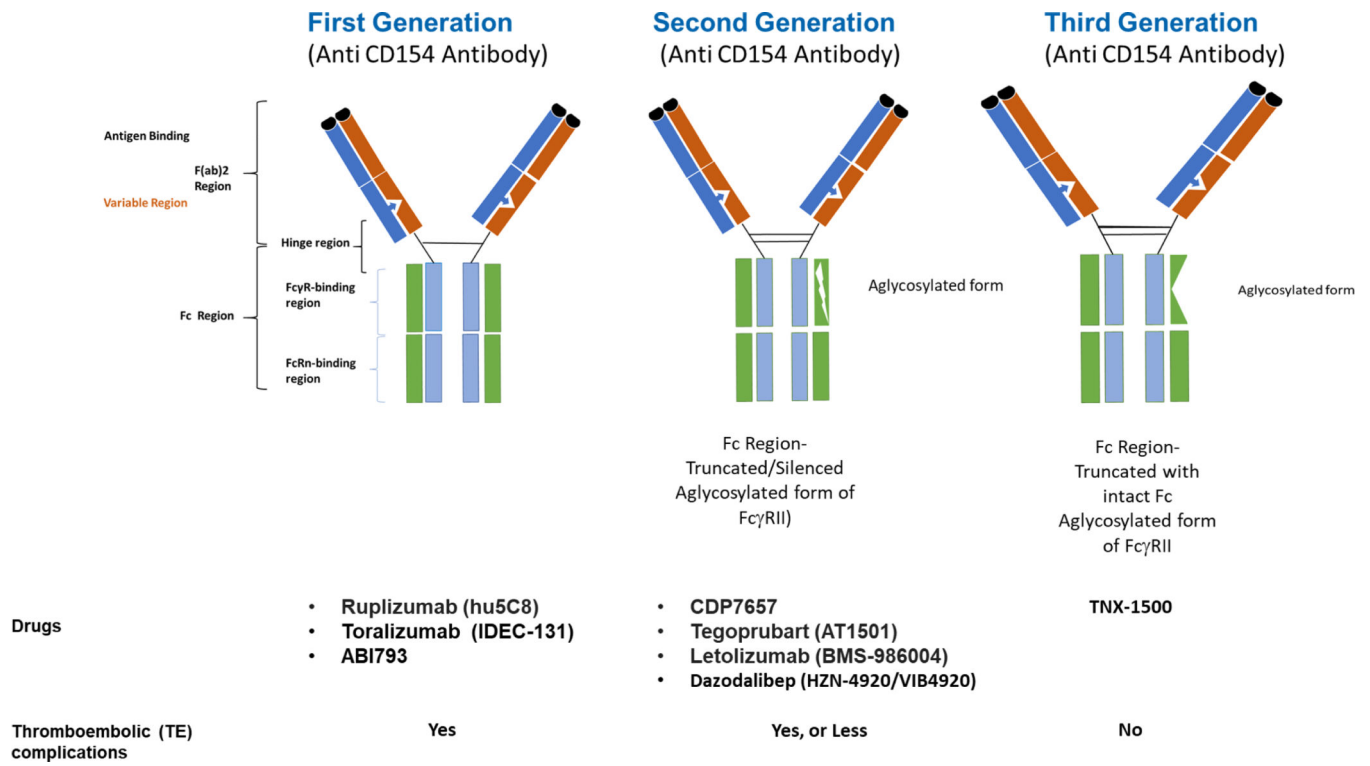 First Generation
(Anti CD154 Antibody)
Second Generation
(Anti CD154 Antibody)
Third Generation
(Anti CD154 Antibody)
Antigen Binding
F(ab)2
Region
Variable Region
Hinge region
FcγR-binding
region
Fc Region
FcRn-binding
region
Aglycosylated form
Aglycosylated form
Fc Region-
Truncated/Silenced
Aglycosylated form of
FcγRII)
Fc Region-
Truncated with
intact Fc
Aglycosylated form
of FcγRII
Drugs
• Ruplizumab (hu5C8)
• Toralizumab (IDEC-131)
• ABI793
• CDP7657
• Tegoprubart (AT1501)
• Letolizumab (BMS-986004)
• Dazodalibep (HZN-4920/VIB4920)
TNX-1500
Thromboembolic (TE)
complications
Yes
Yes, or Less
No